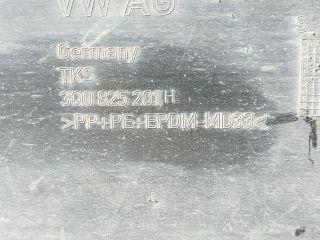 VW AG
Germany
TKS
3Q0 825 201 H
>PP+PE+EPDM-MD33<
S